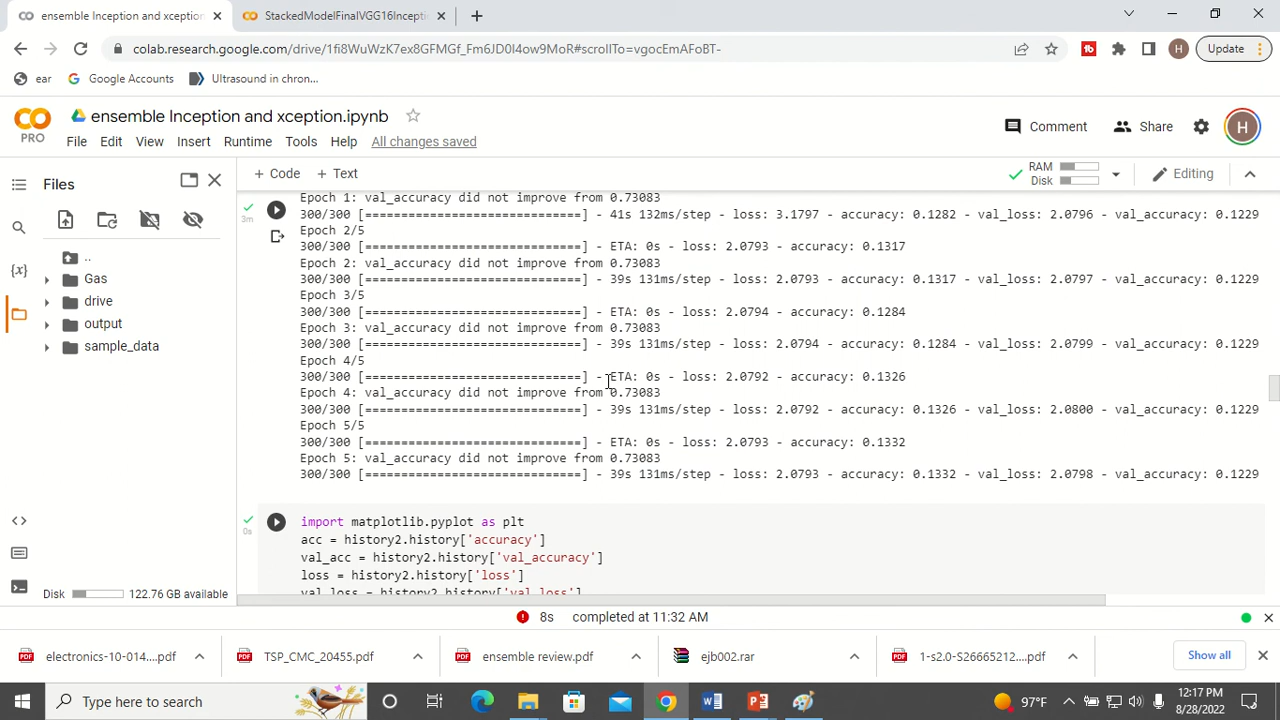 ensemble Inception and xception
StackedModelFinalVGG16Incepti
colab.research.google.com/drive/1fi8WuWzK7ex8GFMGf_Fm6JD0I4ow9MoR#scrollTo=vgocEmAFoBT-
H
Update
ear
Google Accounts
Ultrasound in chron...
PRO
ensemble Inception and xception.ipynb
File Edit View Insert Runtime Tools Help All changes saved
Comment
Share
H
Files
+ Code + Text
RAM
Disk
Editing
..
Gas
drive
output
sample_data
Disk 122.76 GB available
3m
Epoch 1: val_accuracy did not improve from 0.73083
300/300 [==============================] - 41s 132ms/step - loss: 3.1797 - accuracy: 0.1282 - val_loss: 2.0796 - val_accuracy: 0.1229
Epoch 2/5
300/300 [==============================] - ETA: 0s - loss: 2.0793 - accuracy: 0.1317
Epoch 2: val_accuracy did not improve from 0.73083
300/300 [==============================] - 39s 131ms/step - loss: 2.0793 - accuracy: 0.1317 - val_loss: 2.0797 - val_accuracy: 0.1229
Epoch 3/5
300/300 [==============================] - ETA: 0s - loss: 2.0794 - accuracy: 0.1284
Epoch 3: val_accuracy did not improve from 0.73083
300/300 [==============================] - 39s 131ms/step - loss: 2.0794 - accuracy: 0.1284 - val_loss: 2.0799 - val_accuracy: 0.1229
Epoch 4/5
300/300 [==============================] - ETA: 0s - loss: 2.0792 - accuracy: 0.1326
Epoch 4: val_accuracy did not improve from 0.73083
300/300 [==============================] - 39s 131ms/step - loss: 2.0792 - accuracy: 0.1326 - val_loss: 2.0800 - val_accuracy: 0.1229
Epoch 5/5
300/300 [==============================] - ETA: 0s - loss: 2.0793 - accuracy: 0.1332
Epoch 5: val_accuracy did not improve from 0.73083
300/300 [==============================] - 39s 131ms/step - loss: 2.0793 - accuracy: 0.1332 - val_loss: 2.0798 - val_accuracy: 0.1229
0s
import matplotlib.pyplot as plt
acc = history2.history['accuracy']
val_acc = history2.history['val_accuracy']
loss = history2.history['loss']
val_loss = history2.history['val_loss']
8s completed at 11:32 AM
electronics-10-014....pdf
TSP_CMC_20455.pdf
ensemble review.pdf
ejb002.rar
1-s2.0-S26665212....pdf
Show all
Type here to search
97°F
12:17 PM
8/28/2022